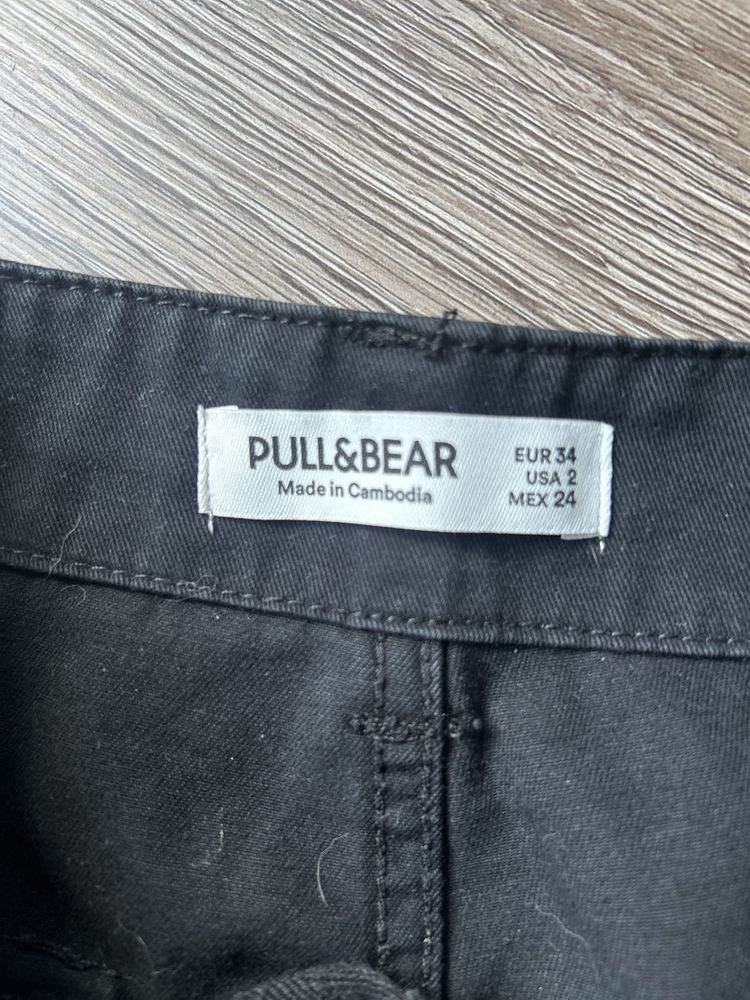 PULL&BEAR
Made in Cambodia
EUR 34
USA 2
MEX 24